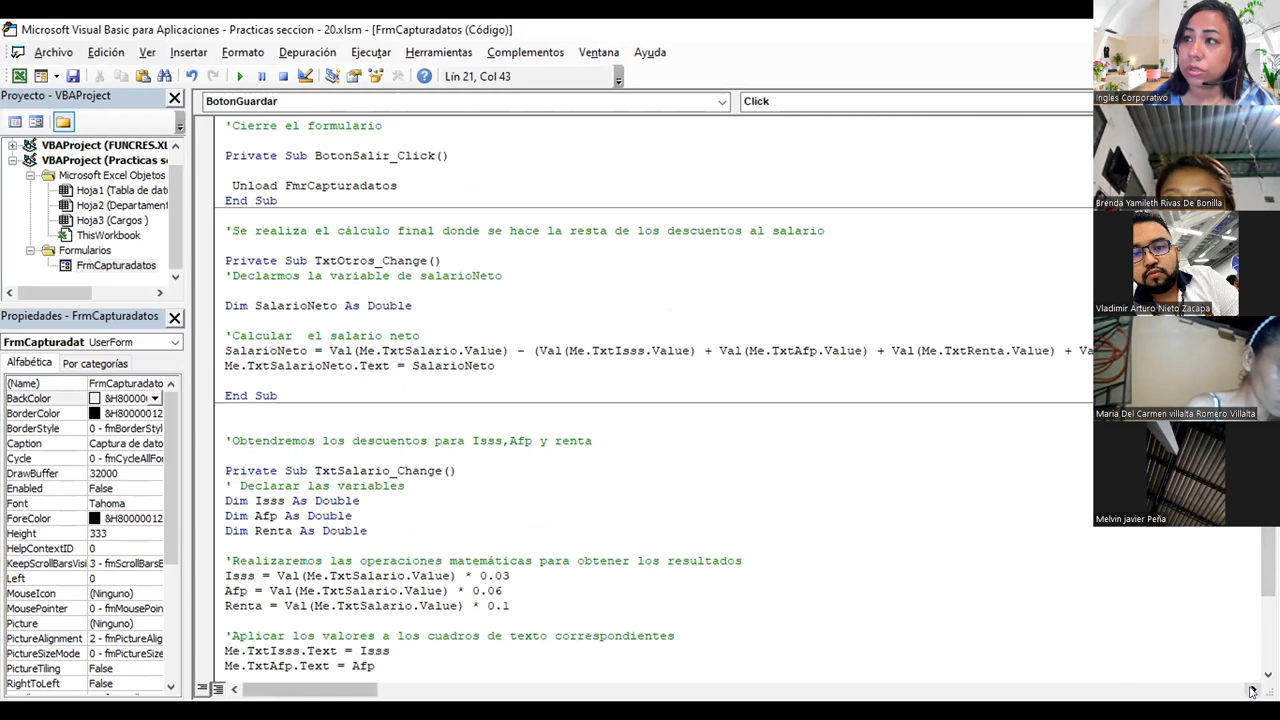 Microsoft Visual Basic para Aplicaciones - Practicas seccion - 20.xlsm - [FrmCapturadatos (Código)]
Archivo Edición Ver Insertar Formato Depuración Ejecutar Herramientas Complementos Ventana Ayuda
Lín 21, Col 43
Proyecto - VBAProject
VBAProject (FUNCRES.XL
VBAProject (Practicas s
Microsoft Excel Objetos
Hoja1 (Tabla de dat
Hoja2 (Departamen
Hoja3 (Cargos )
ThisWorkbook
Formularios
FrmCapturadatos
Propiedades - FrmCapturadatos
FrmCapturadat UserForm
Alfabética Por categorías
(Name) FrmCapturadato
BackColor &H80000
BorderColor &H80000012
BorderStyle 0 - fmBorderStyl
Caption Captura de dato
Cycle 0 - fmCycleAllFor
DrawBuffer 32000
Enabled False
Font Tahoma
ForeColor &H80000012
Height 333
HelpContextID 0
KeepScrollBarsVisi 3 - fmScrollBarsB
Left 0
MouseIcon (Ninguno)
MousePointer 0 - fmMousePoin
Picture (Ninguno)
PictureAlignment 2 - fmPictureAlig
PictureSizeMode 0 - fmPictureSize
PictureTiling False
RightToLeft False
BotonGuardar Click
'Cierre el formulario
Private Sub BotonSalir_Click()
Unload FmrCapturadatos
End Sub
'Se realiza el cálculo final donde se hace la resta de los descuentos al salario
Private Sub TxtOtros_Change()
'Declarmos la variable de salarioNeto
Dim SalarioNeto As Double
'Calcular  el salario neto
SalarioNeto = Val(Me.TxtSalario.Value) - (Val(Me.TxtIsss.Value) + Val(Me.TxtAfp.Value) + Val(Me.TxtRenta.Value) + Va
Me.TxtSalarioNeto.Text = SalarioNeto
End Sub
'Obtendremos los descuentos para Isss,Afp y renta
Private Sub TxtSalario_Change()
' Declarar las variables
Dim Isss As Double
Dim Afp As Double
Dim Renta As Double
'Realizaremos las operaciones matemáticas para obtener los resultados
Isss = Val(Me.TxtSalario.Value) * 0.03
Afp = Val(Me.TxtSalario.Value) * 0.06
Renta = Val(Me.TxtSalario.Value) * 0.1
'Aplicar los valores a los cuadros de texto correspondientes
Me.TxtIsss.Text = Isss
Me.TxtAfp.Text = Afp
Ingles Corporativo
Brenda Yamileth Rivas De Bonilla
Vladimir Arturo Nieto Zacapa
Maria Del Carmen villalta Romero Villalta
Melvin javier Peña